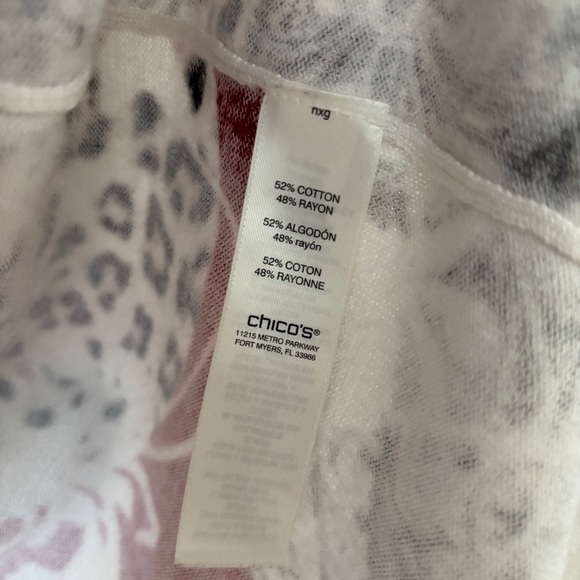 nxg
52% COTTON
48% RAYON
52% ALGODÓN
48% rayón
52% COTON
48% RAYONNE
chico's®
11215 METRO PARKWAY
FORT MYERS, FL 33966